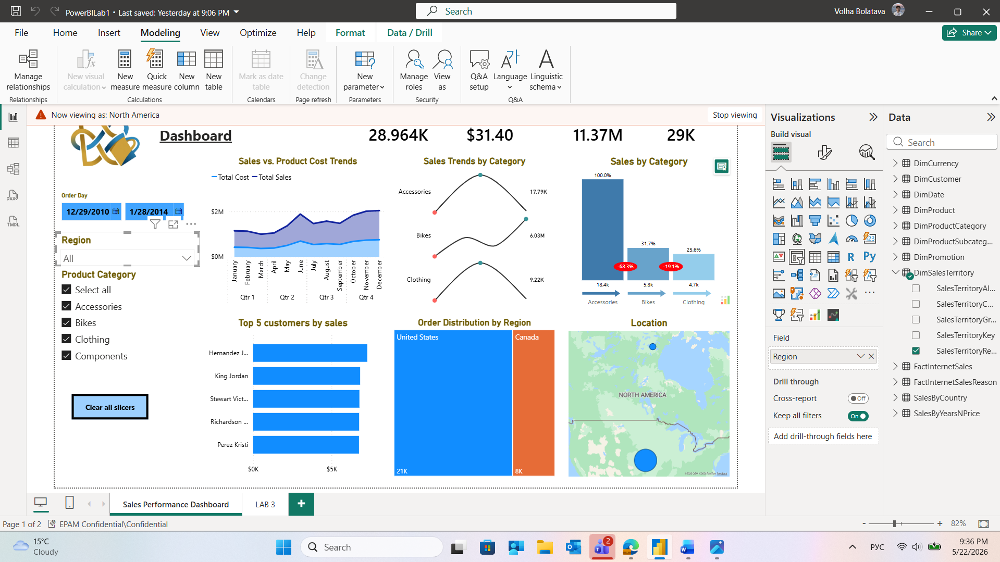 PowerBILab1 • Last saved: Yesterday at 9:06 PM
Search
Volha Bolatava
File
Home
Insert
Modeling
View
Optimize
Help
Format
Data / Drill
Share
Manage relationships
New visual calculation
New measure
Quick measure
New column
New table
Mark as date table
Change detection
New parameter
Manage roles
View as
Q&A setup
Language
Linguistic schema
Relationships
Calculations
Calendars
Page refresh
Parameters
Security
Q&A
Now viewing as: North America
Stop viewing
Dashboard
28.964K
$31.40
11.37M
29K
Order Day
12/29/2010
1/28/2014
Region
All
Product Category
Select all
Accessories
Bikes
Clothing
Components
Clear all slicers
Sales vs. Product Cost Trends
Total Cost
Total Sales
$2M
$0M
January
February
March
April
May
June
July
August
September
October
November
December
Qtr 1
Qtr 2
Qtr 3
Qtr 4
Sales Trends by Category
Accessories
17.79K
Bikes
6.03M
Clothing
9.22K
Sales by Category
100.0%
31.7%
25.6%
-68.3%
-19.1%
18.4k
5.8k
4.7k
Accessories
Bikes
Clothing
Top 5 customers by sales
Hernandez J...
King Jordan
Stewart Vict...
Richardson ...
Perez Kristi
$0K
$5K
Order Distribution by Region
United States
Canada
21K
8K
Location
NORTH AMERICA
©2026 OSM ©2026 TomTom Feedback
Visualizations
Build visual
Field
Region
Drill through
Cross-report
Off
Keep all filters
On
Add drill-through fields here
Data
Search
DimCurrency
DimCustomer
DimDate
DimProduct
DimProductCategory
DimProductSubcateg...
DimPromotion
DimSalesTerritory
SalesTerritoryAl...
SalesTerritoryC...
SalesTerritoryGr...
SalesTerritoryKey
SalesTerritoryRe...
FactInternetSales
FactInternetSalesReason
SalesByCountry
SalesByYearsNPrice
DAX
TMDL
R
Py
123
Sales Performance Dashboard
LAB 3
+
Page 1 of 2
EPAM Confidential\Confidential
- + 82%
15°C
Cloudy
Search
2
РУС
9:36 PM
5/22/2026